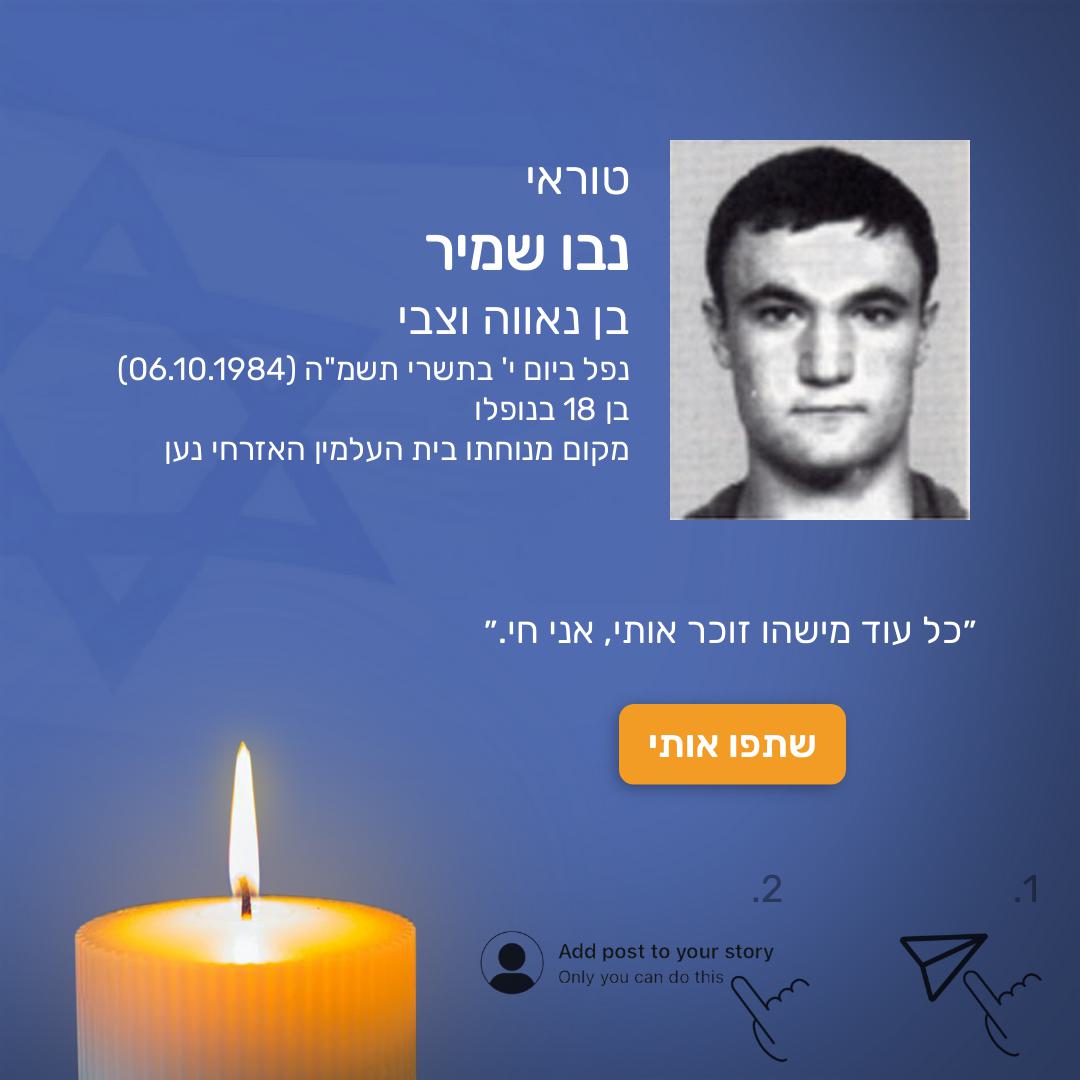 טוראי
נבו שמיר
בן נאווה וצבי
נפל ביום י' בתשרי תשמ"ה (06.10.1984)
בן 18 בנופלו
מקום מנוחתו בית העלמין האזרחי נען
״כל עוד מישהו זוכר אותי, אני חי.״
שתפו אותי
.1
.2
Add post to your story
Only you can do this